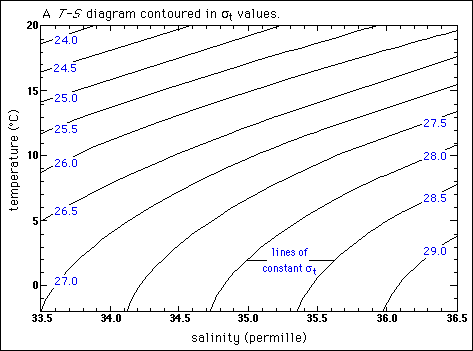 A T-S diagram contoured in σt values.
20
24.0
24.5
25.0
15
25.5
27.5
temperature (°C)
26.0
10
28.0
28.5
26.5
5
lines of
constant σt
29.0
0
27.0
33.5 34.0 34.5 35.0 35.5 35.5 36.0 36.5
salinity (permille)